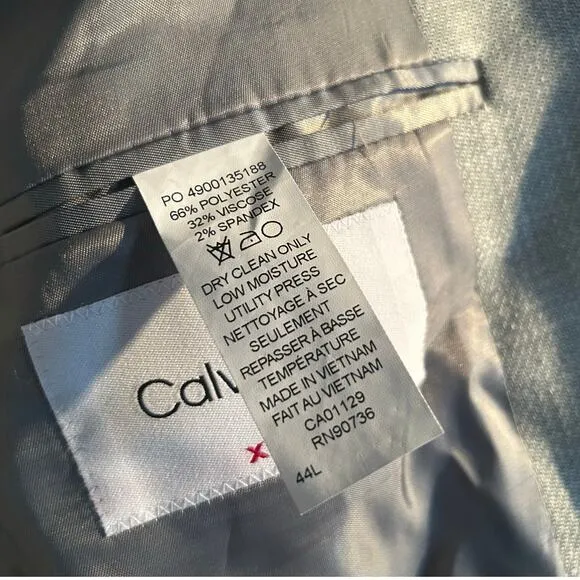 PO 4900135188
66% POLYESTER
32% VISCOSE
2% SPANDEX
DRY CLEAN ONLY
LOW MOISTURE
UTILITY PRESS
NETTOYAGE À SEC
SEULEMENT
REPASSER À BASSE
TEMPÉRATURE
MADE IN VIETNAM
FAIT AU VIETNAM
CA01129
RN90736
44L
Calv
x